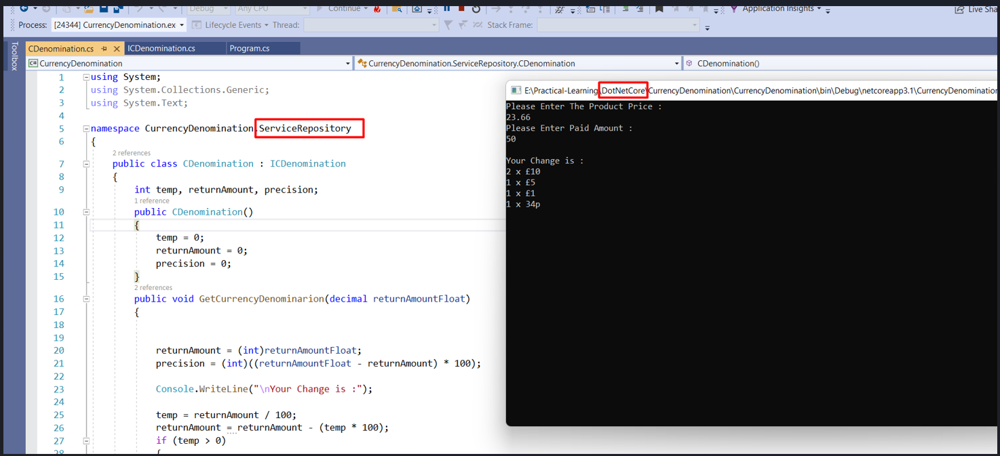 Debug Any CPU Continue Application Insights Live Sha
Process: [24344] CurrencyDenomination.ex Lifecycle Events Thread: Stack Frame:
Toolbox
CDenomination.cs ICDenomination.cs Program.cs
C# CurrencyDenomination CurrencyDenomination.ServiceRepository.CDenomination CDenomination()
1 using System;
2 using System.Collections.Generic;
3 using System.Text;
4
5 namespace CurrencyDenomination.ServiceRepository
6 {
2 references
7 public class CDenomination : ICDenomination
8 {
9 int temp, returnAmount, precision;
1 reference
10 public CDenomination()
11 {
12 temp = 0;
13 returnAmount = 0;
14 precision = 0;
15 }
2 references
16 public void GetCurrencyDenominarion(decimal returnAmountFloat)
17 {
18
19
20 returnAmount = (int)returnAmountFloat;
21 precision = (int)((returnAmountFloat - returnAmount) * 100);
22
23 Console.WriteLine("\nYour Change is :");
24
25 temp = returnAmount / 100;
26 returnAmount = returnAmount - (temp * 100);
27 if (temp > 0)
28 {
E:\Practical-Learning\DotNetCore\CurrencyDenomination\CurrencyDenomination\bin\Debug\netcoreapp3.1\CurrencyDenomination
Please Enter The Product Price :
23.66
Please Enter Paid Amount :
50
Your Change is :
2 x £10
1 x £5
1 x £1
1 x 34p